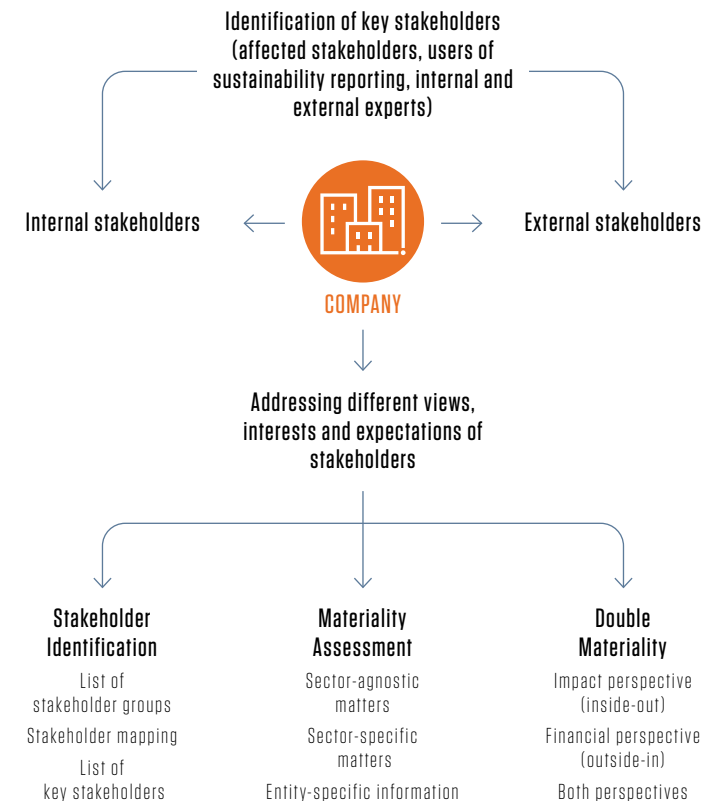 Identification of key stakeholders
(affected stakeholders, users of
sustainability reporting, internal and
external experts)
Internal stakeholders
External stakeholders
COMPANY
Addressing different views,
interests and expectations of
stakeholders
Stakeholder
Identification
List of
stakeholder groups
Stakeholder mapping
List of
key stakeholders
Materiality
Assessment
Sector-agnostic
matters
Sector-specific
matters
Entity-specific information
Double
Materiality
Impact perspective
(inside-out)
Financial perspective
(outside-in)
Both perspectives